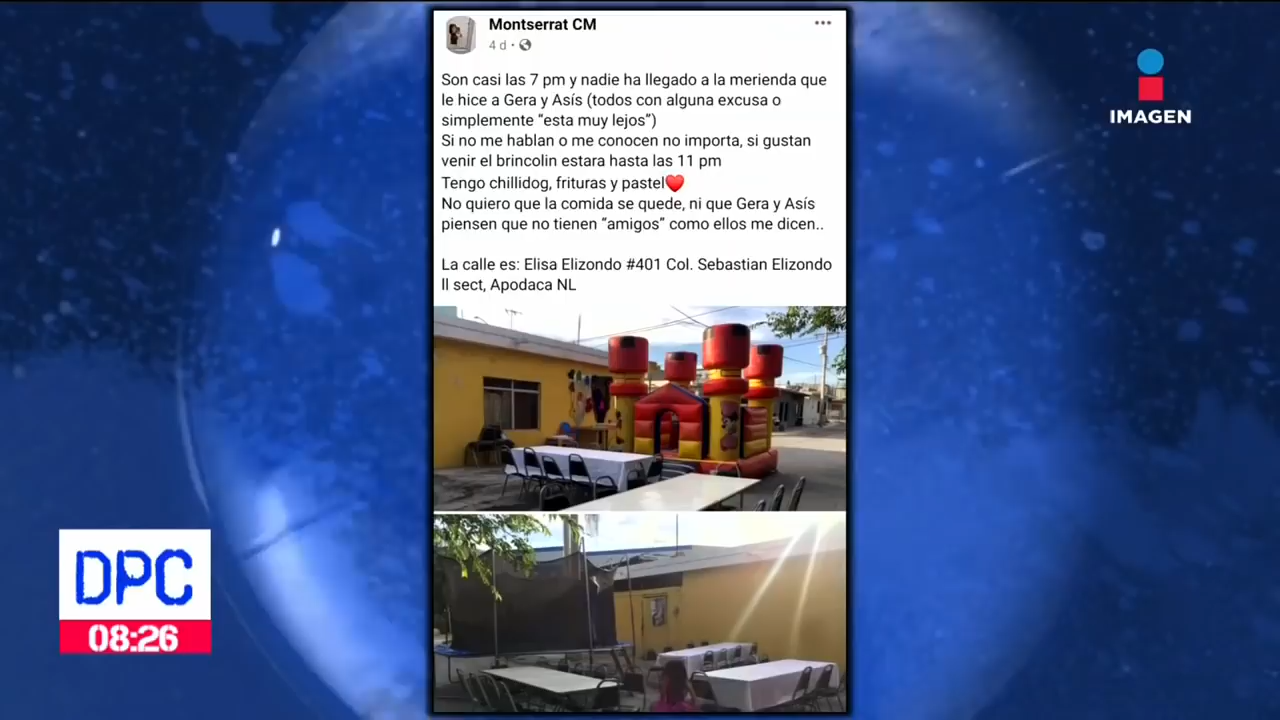 Montserrat CM
4 d
Son casi las 7 pm y nadie ha llegado a la merienda que
le hice a Gera y Asís (todos con alguna excusa o
simplemente “esta muy lejos”)
Si no me hablan o me conocen no importa, si gustan
venir el brincolin estara hasta las 11 pm
Tengo chillidog, frituras y pastel❤️
No quiero que la comida se quede, ni que Gera y Asís
piensen que no tienen “amigos” como ellos me dicen..
La calle es: Elisa Elizondo #401 Col. Sebastian Elizondo
ll sect, Apodaca NL
IMAGEN
DPC
08:26